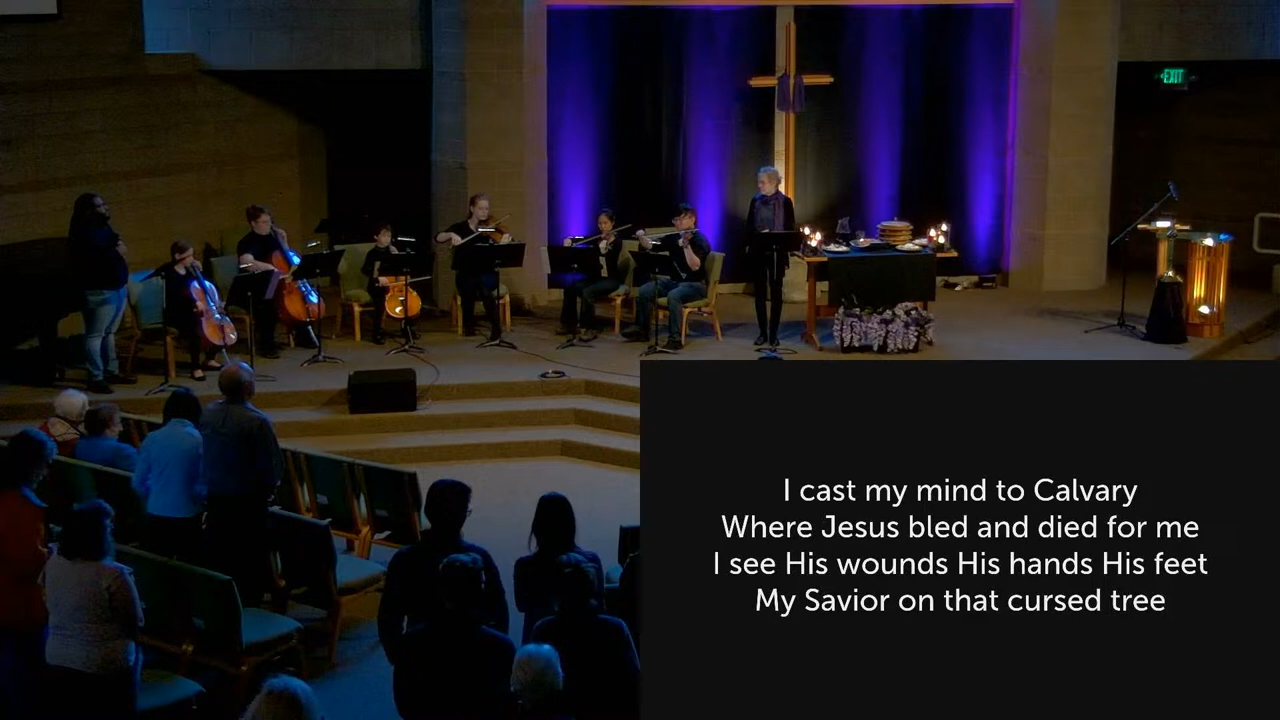 EXIT
I cast my mind to Calvary
Where Jesus bled and died for me
I see His wounds His hands His feet
My Savior on that cursed tree